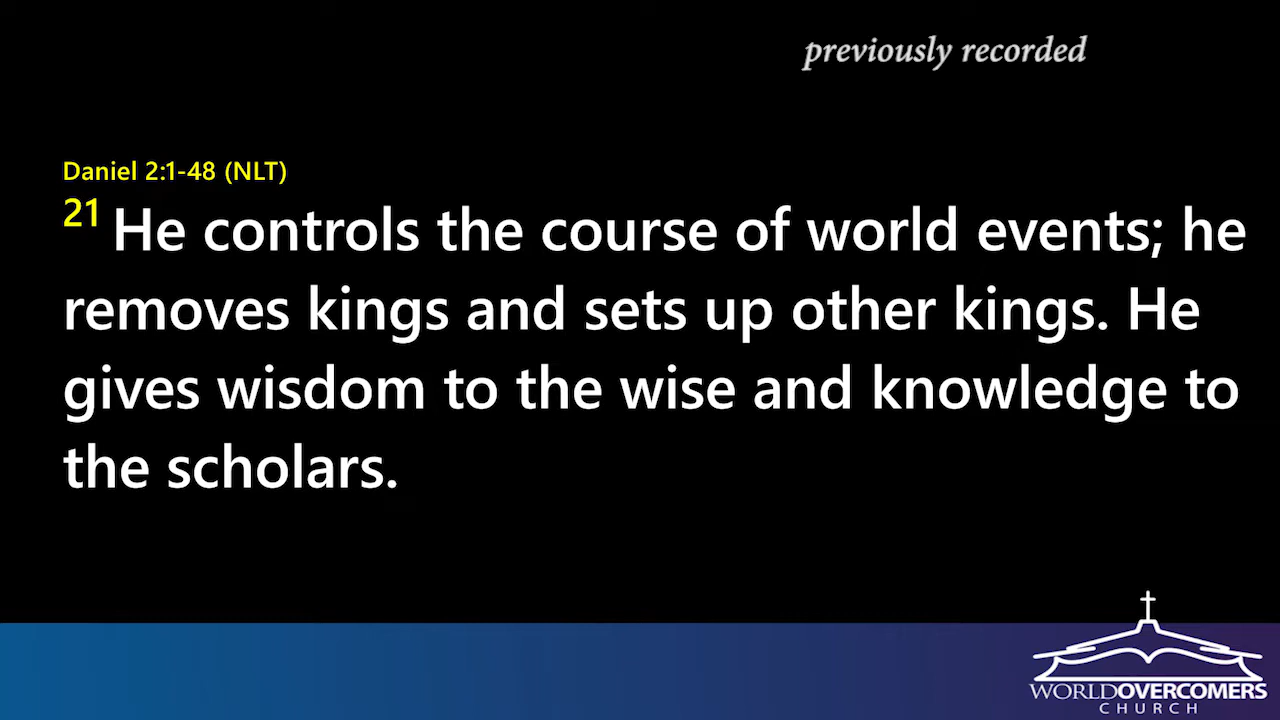 previously recorded
Daniel 2:1-48 (NLT)
21 He controls the course of world events; he
removes kings and sets up other kings. He
gives wisdom to the wise and knowledge to
the scholars.
WORLDOVERCOMERS
CHURCH